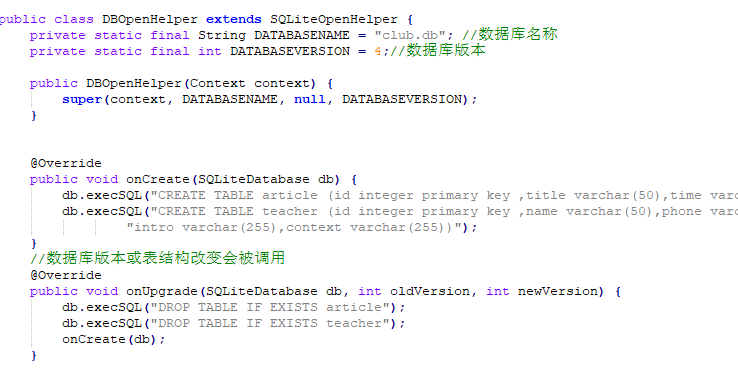 public class DBOpenHelper extends SQLiteOpenHelper {
private static final String DATABASENAME = "club.db"; //数据库名称
private static final int DATABASEVERSION = 4;//数据库版本
public DBOpenHelper(Context context) {
super(context, DATABASENAME, null, DATABASEVERSION);
}
@Override
public void onCreate(SQLiteDatabase db) {
db.execSQL("CREATE TABLE article (id integer primary key ,title varchar(50),time varc
db.execSQL("CREATE TABLE teacher (id integer primary key ,name varchar(50),phone varc
"intro varchar(255),context varchar(255))");
}
//数据库版本或表结构改变会被调用
@Override
public void onUpgrade(SQLiteDatabase db, int oldVersion, int newVersion) {
db.execSQL("DROP TABLE IF EXISTS article");
db.execSQL("DROP TABLE IF EXISTS teacher");
onCreate(db);
}